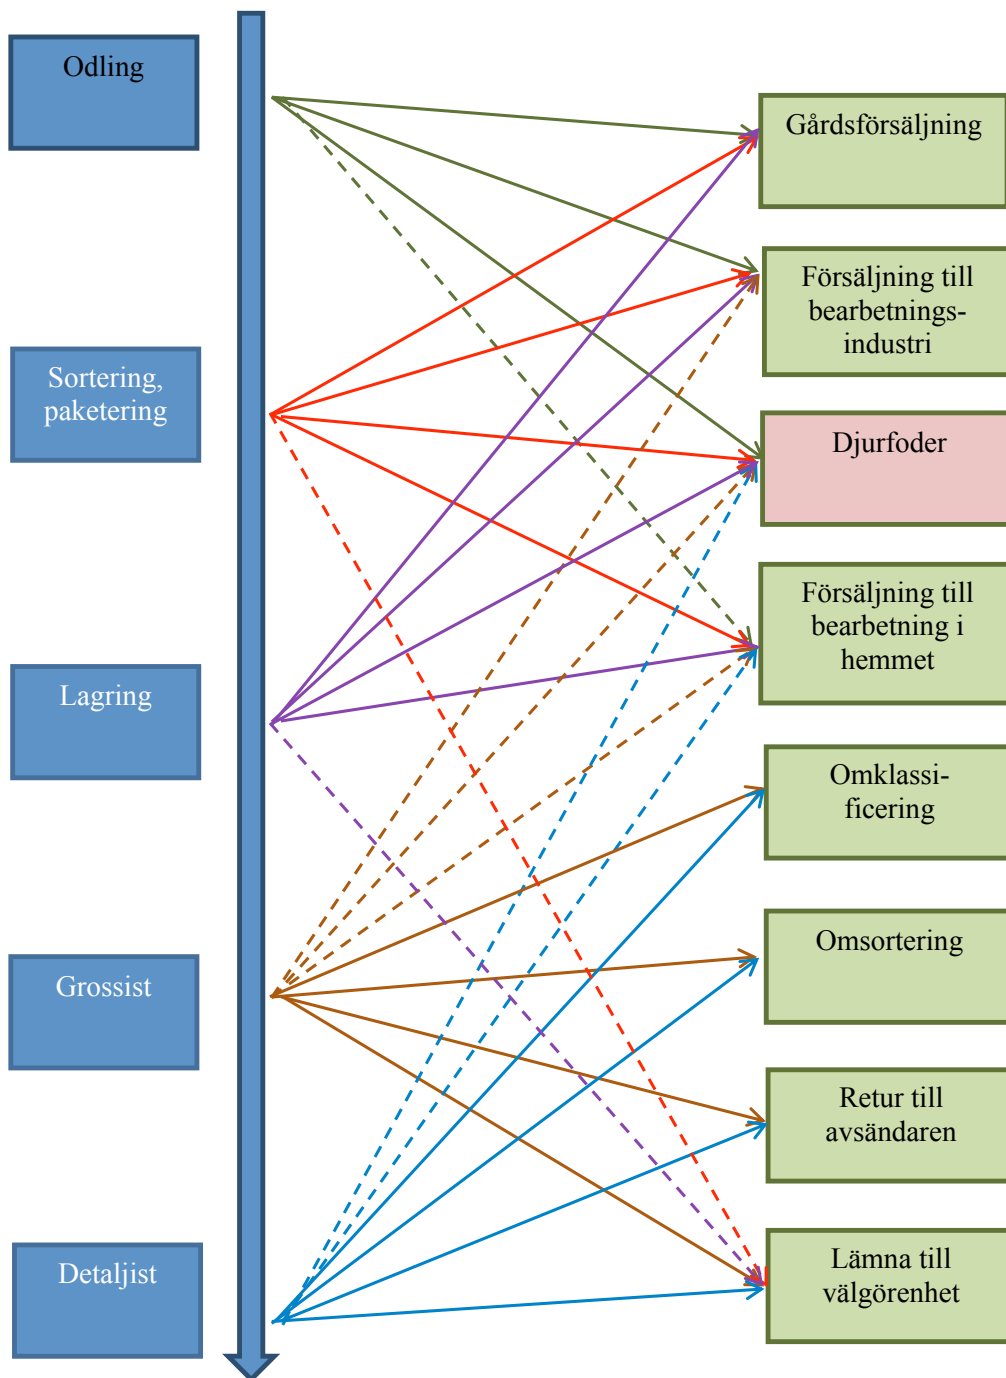 Odling
Sortering,
paketering
Lagring
Grossist
Detaljist
Gårdsförsäljning
Försäljning till
bearbetnings-
industri
Djurfoder
Försäljning till
bearbetning i
hemmet
Omklassi-
ficering
Omsortering
Retur till
avsändaren
Lämna till
välgörenhet